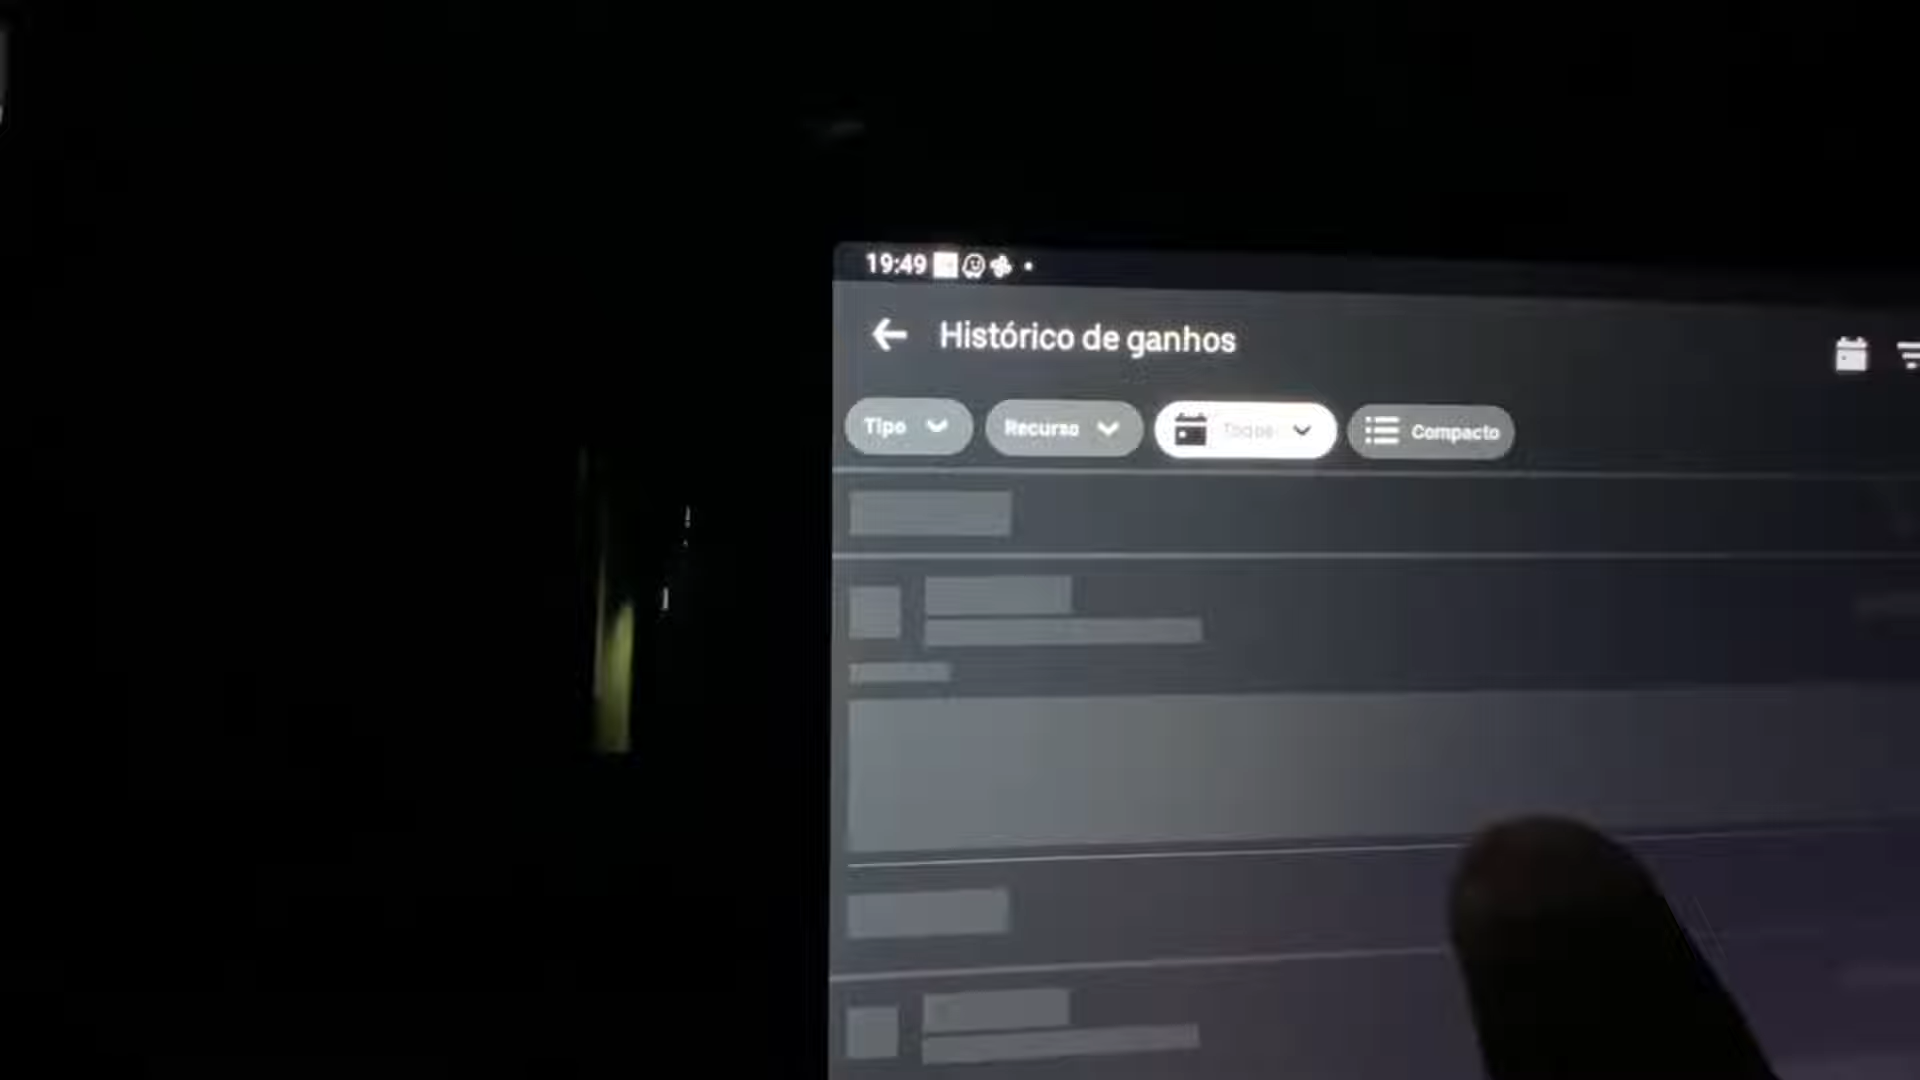 19:49
Histórico de ganhos
Tipo
Recurso
Compacto